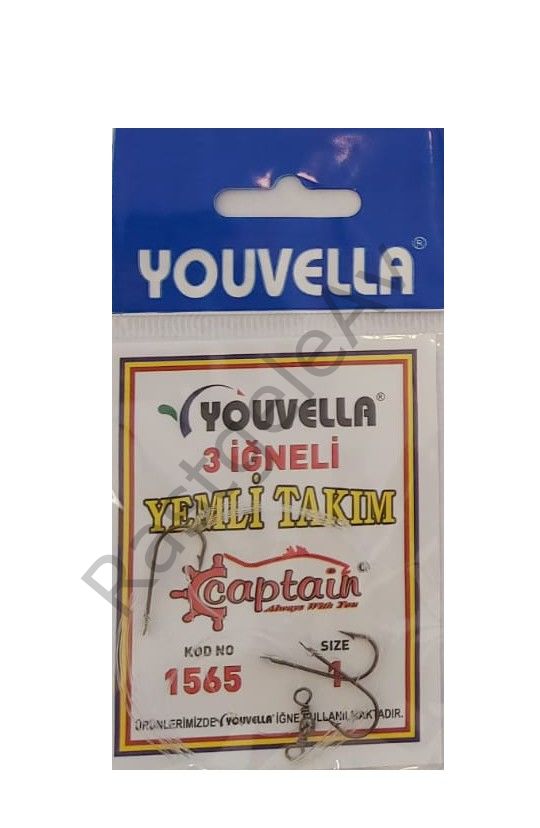 YOUVELLA®
YOUVELLA®
3 İĞNELİ
YEMLİ TAKIM
captain®
Always With You
KOD NO
1565
SIZE
1
ÜRÜNLERİMİZDE YOUVELLA İĞNE KULLANILMAKTADIR.
RastgeleAv